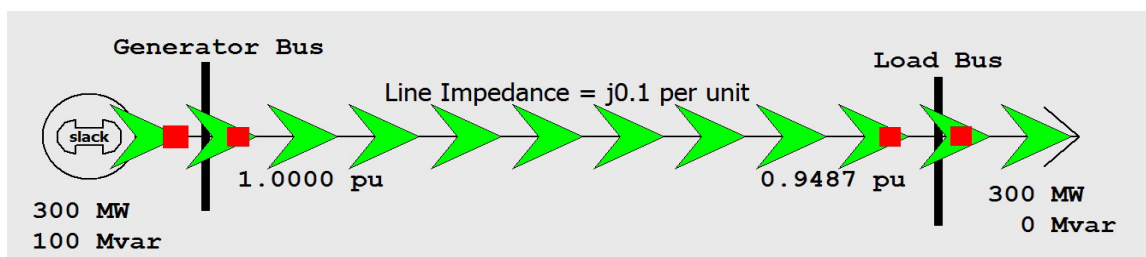 Generator Bus
Load Bus
Line Impedance = j0.1 per unit
slack
1.0000 pu
0.9487 pu
300 MW
100 Mvar
300 MW
0 Mvar